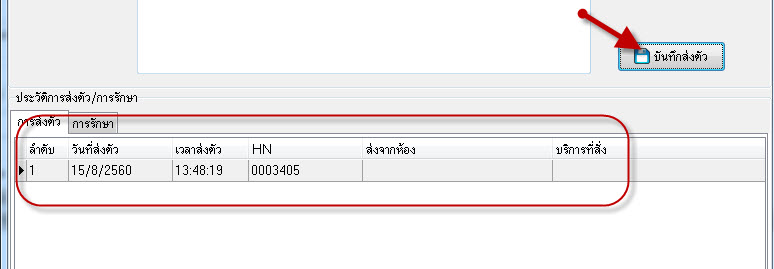 บันทึกส่งตัว
ประวัติการส่งตัว/การรักษา
การส่งตัว การรักษา
ลำดับ วันที่ส่งตัว เวลาส่งตัว HN ส่งจากห้อง บริการที่สั่ง
1 15/8/2560 13:48:19 0003405